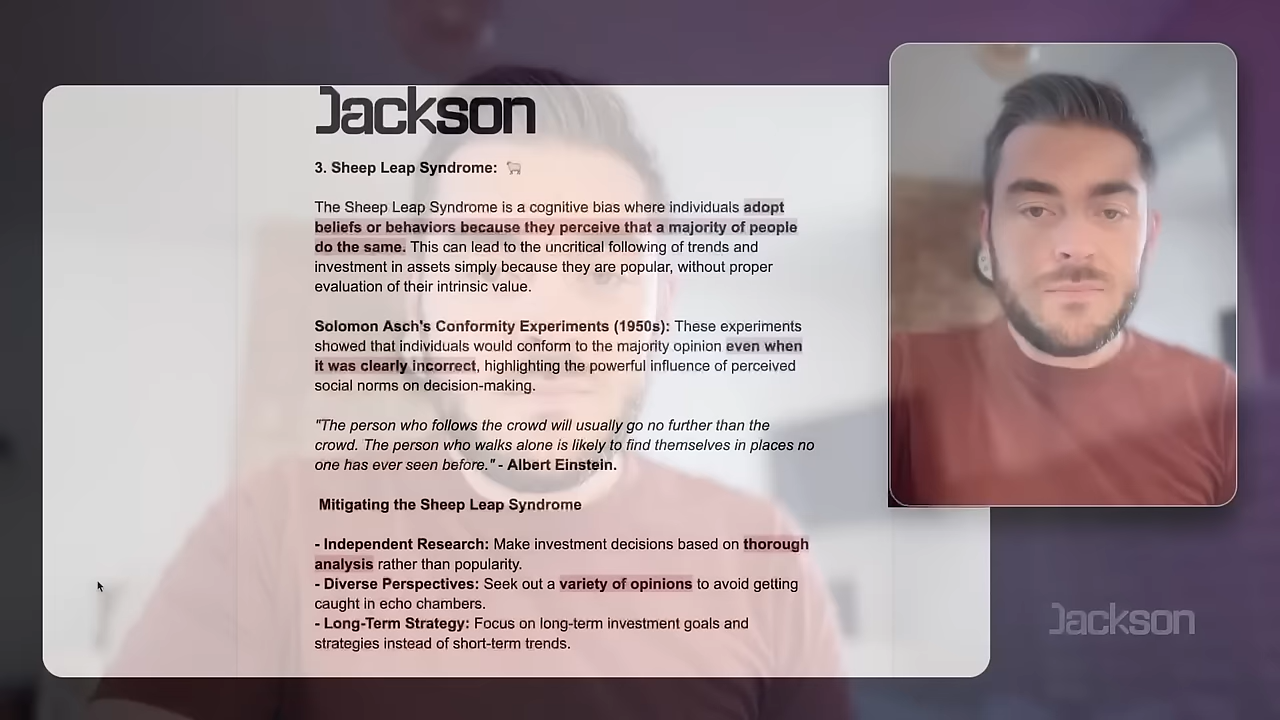 Jackson
3. Sheep Leap Syndrome: 🐑
The Sheep Leap Syndrome is a cognitive bias where individuals adopt
beliefs or behaviors because they perceive that a majority of people
do the same. This can lead to the uncritical following of trends and
investment in assets simply because they are popular, without proper
evaluation of their intrinsic value.
Solomon Asch's Conformity Experiments (1950s): These experiments
showed that individuals would conform to the majority opinion even when
it was clearly incorrect, highlighting the powerful influence of perceived
social norms on decision-making.
"The person who follows the crowd will usually go no further than the
crowd. The person who walks alone is likely to find themselves in places no
one has ever seen before." - Albert Einstein.
Mitigating the Sheep Leap Syndrome
- Independent Research: Make investment decisions based on thorough
analysis rather than popularity.
- Diverse Perspectives: Seek out a variety of opinions to avoid getting
caught in echo chambers.
- Long-Term Strategy: Focus on long-term investment goals and
strategies instead of short-term trends.
Jackson